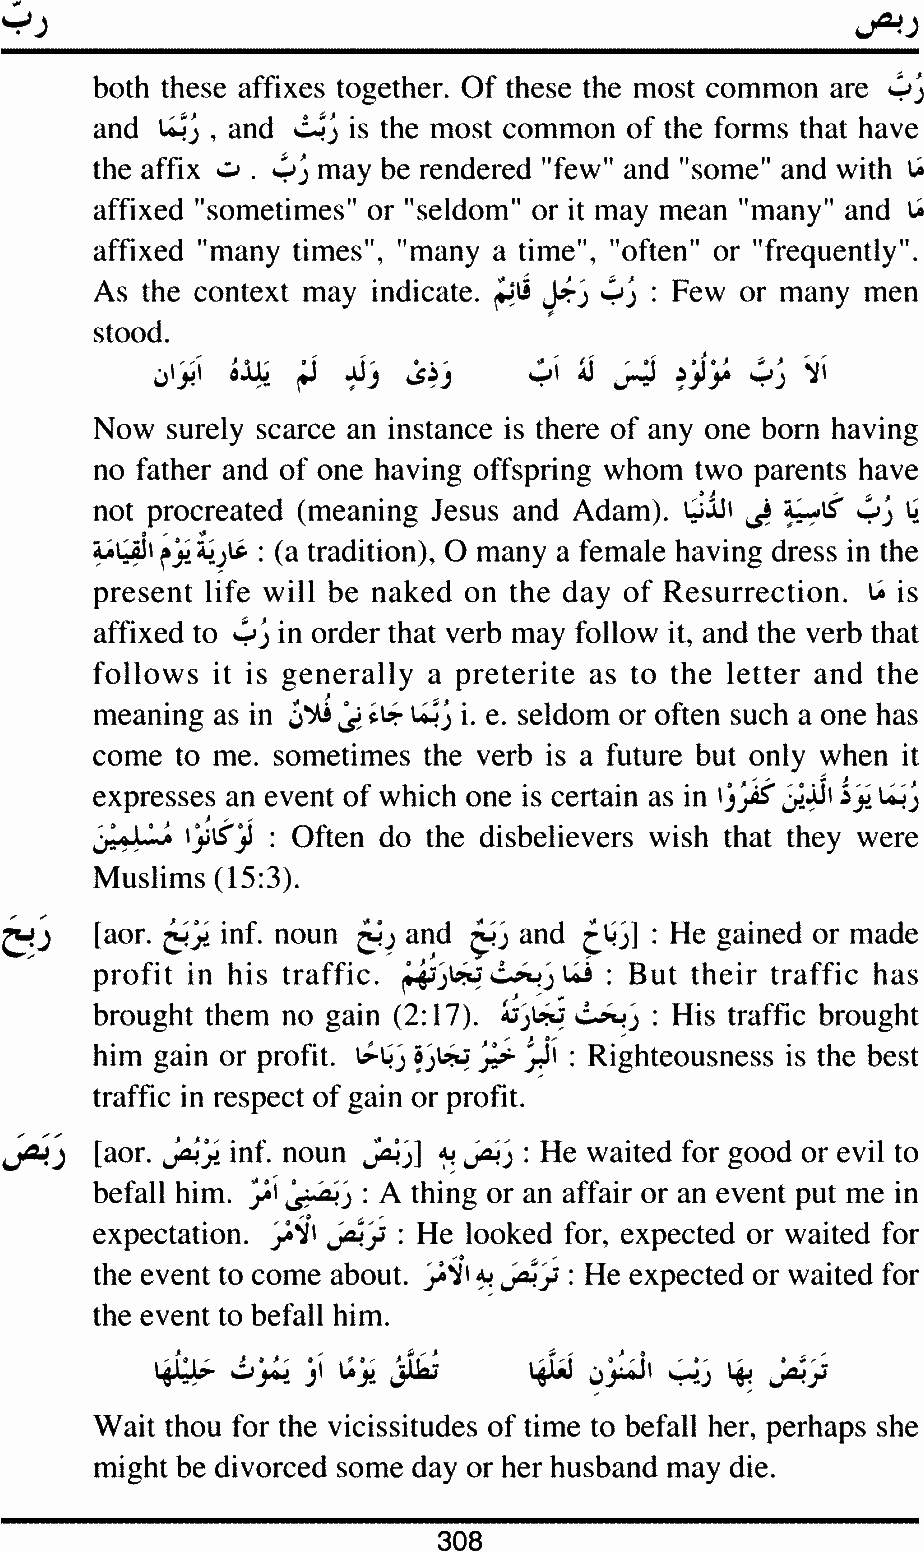 ربّ ربص
both these affixes together. Of these the most common are رُبَّ
and رُبَّمَا , and رُبَّتْ is the most common of the forms that have
the affix ت . رُبَّ may be rendered "few" and "some" and with مَا
affixed "sometimes" or "seldom" or it may mean "many" and مَا
affixed "many times", "many a time", "often" or "frequently".
As the context may indicate. رُبَّ رَجُلٍ قَائِمٌ : Few or many men
stood.
اَلَا رُبَّ مُوْلُوْدٍ لَيْسَ لَهُ اَبٌ وَذِىْ وَلَدٍ لَمْ يَلِدْهُ اَبَوَانِ
Now surely scarce an instance is there of any one born having
no father and of one having offspring whom two parents have
not procreated (meaning Jesus and Adam). يَا رُبَّ كَاسِيَةٍ فِى الدُّنْيَا
عَارِيَةٌ يَوْمَ الْقِيَامَةِ : (a tradition), O many a female having dress in the
present life will be naked on the day of Resurrection. مَا is
affixed to رُبَّ in order that verb may follow it, and the verb that
follows it is generally a preterite as to the letter and the
meaning as in رُبَّمَا جَاءَ نِىْ فُلَانٌ i. e. seldom or often such a one has
come to me. sometimes the verb is a future but only when it
expresses an event of which one is certain as in رُبَمَا يَوَدُّ الَّذِيْنَ كَفَرُوْا
لَوْكَانُوْا مُسْلِمِيْنَ : Often do the disbelievers wish that they were
Muslims (15:3).
رَبِحَ [aor. يَرْبَحُ inf. noun رِبْحٌ and رَبَحٌ and رَبَاحٌ] : He gained or made
profit in his traffic. فَمَا رَبِحَتْ تِّجَارَتُهُمْ : But their traffic has
brought them no gain (2:17). رَبِحَتْ تِّجَارَتُهُ : His traffic brought
him gain or profit. اَلْبِرُّ خَيْرُ تِجَارَةٍ رَبَاحًا : Righteousness is the best
traffic in respect of gain or profit.
رَبَصَ [aor. يَرْبُصُ inf. noun رَبْصٌ] رَبَصَ بِهٖ : He waited for good or evil to
befall him. رَبَصَنِىْ اَمْرٌ : A thing or an affair or an event put me in
expectation. تَرَبَّصَ الْاَمْرَ : He looked for, expected or waited for
the event to come about. تَرَبَّصَ بِهِ الْاَمْرَ : He expected or waited for
the event to befall him.
تَرَبَّصْ بِهَا رَيْبَ الْمَنُوْنِ لَعَلَّهَا تُطَلَّقُ يَوْمًا اَوْ يَمُوْتُ حَلِيْلُهَا
Wait thou for the vicissitudes of time to befall her, perhaps she
might be divorced some day or her husband may die.
308